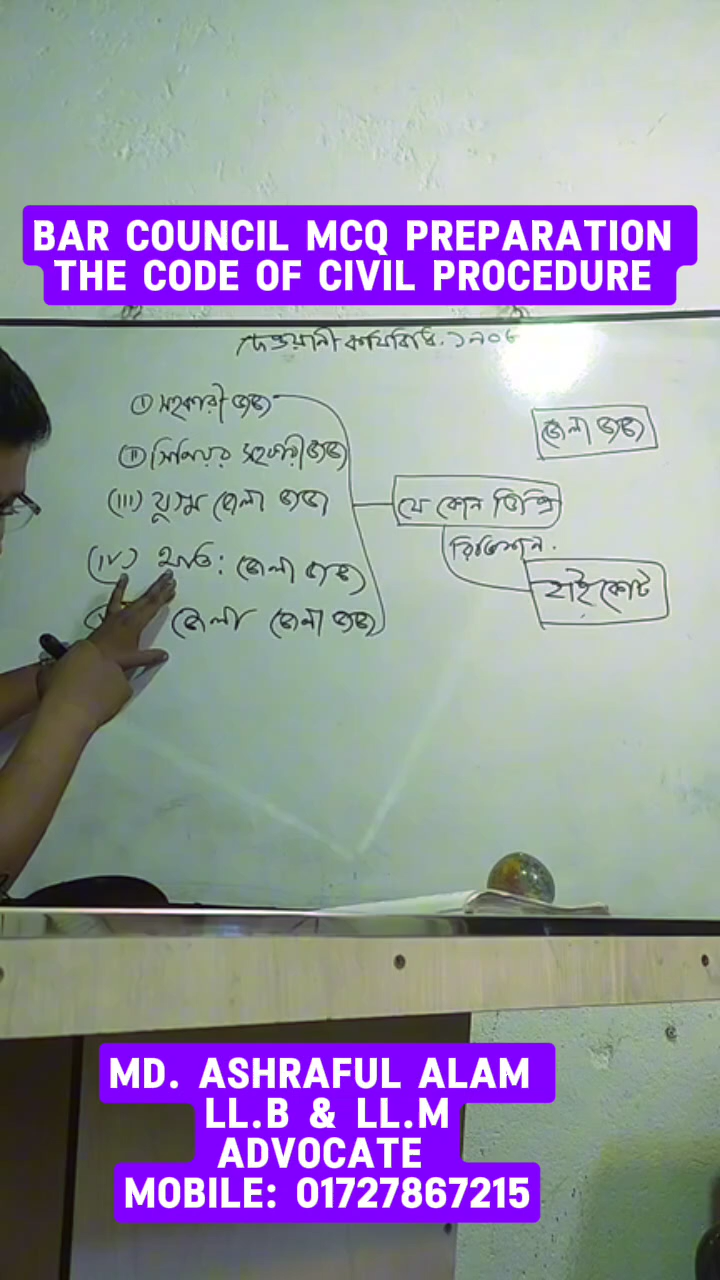 BAR COUNCIL MCQ PREPARATION
THE CODE OF CIVIL PROCEDURE
দেওয়ানী কার্যবিধি, ১৯০৮
(I) সহকারী জজ
(II) সিনিয়র সহকারী জজ
(III) যুগ্ম জেলা জজ
(IV) অতি: জেলা জজ
জেলা জেলা জজ
যে কোন ডিক্রি
রিভিশন.
হাইকোর্ট
জেলা জজ
MD. ASHRAFUL ALAM
LL.B & LL.M
ADVOCATE
MOBILE: 01727867215